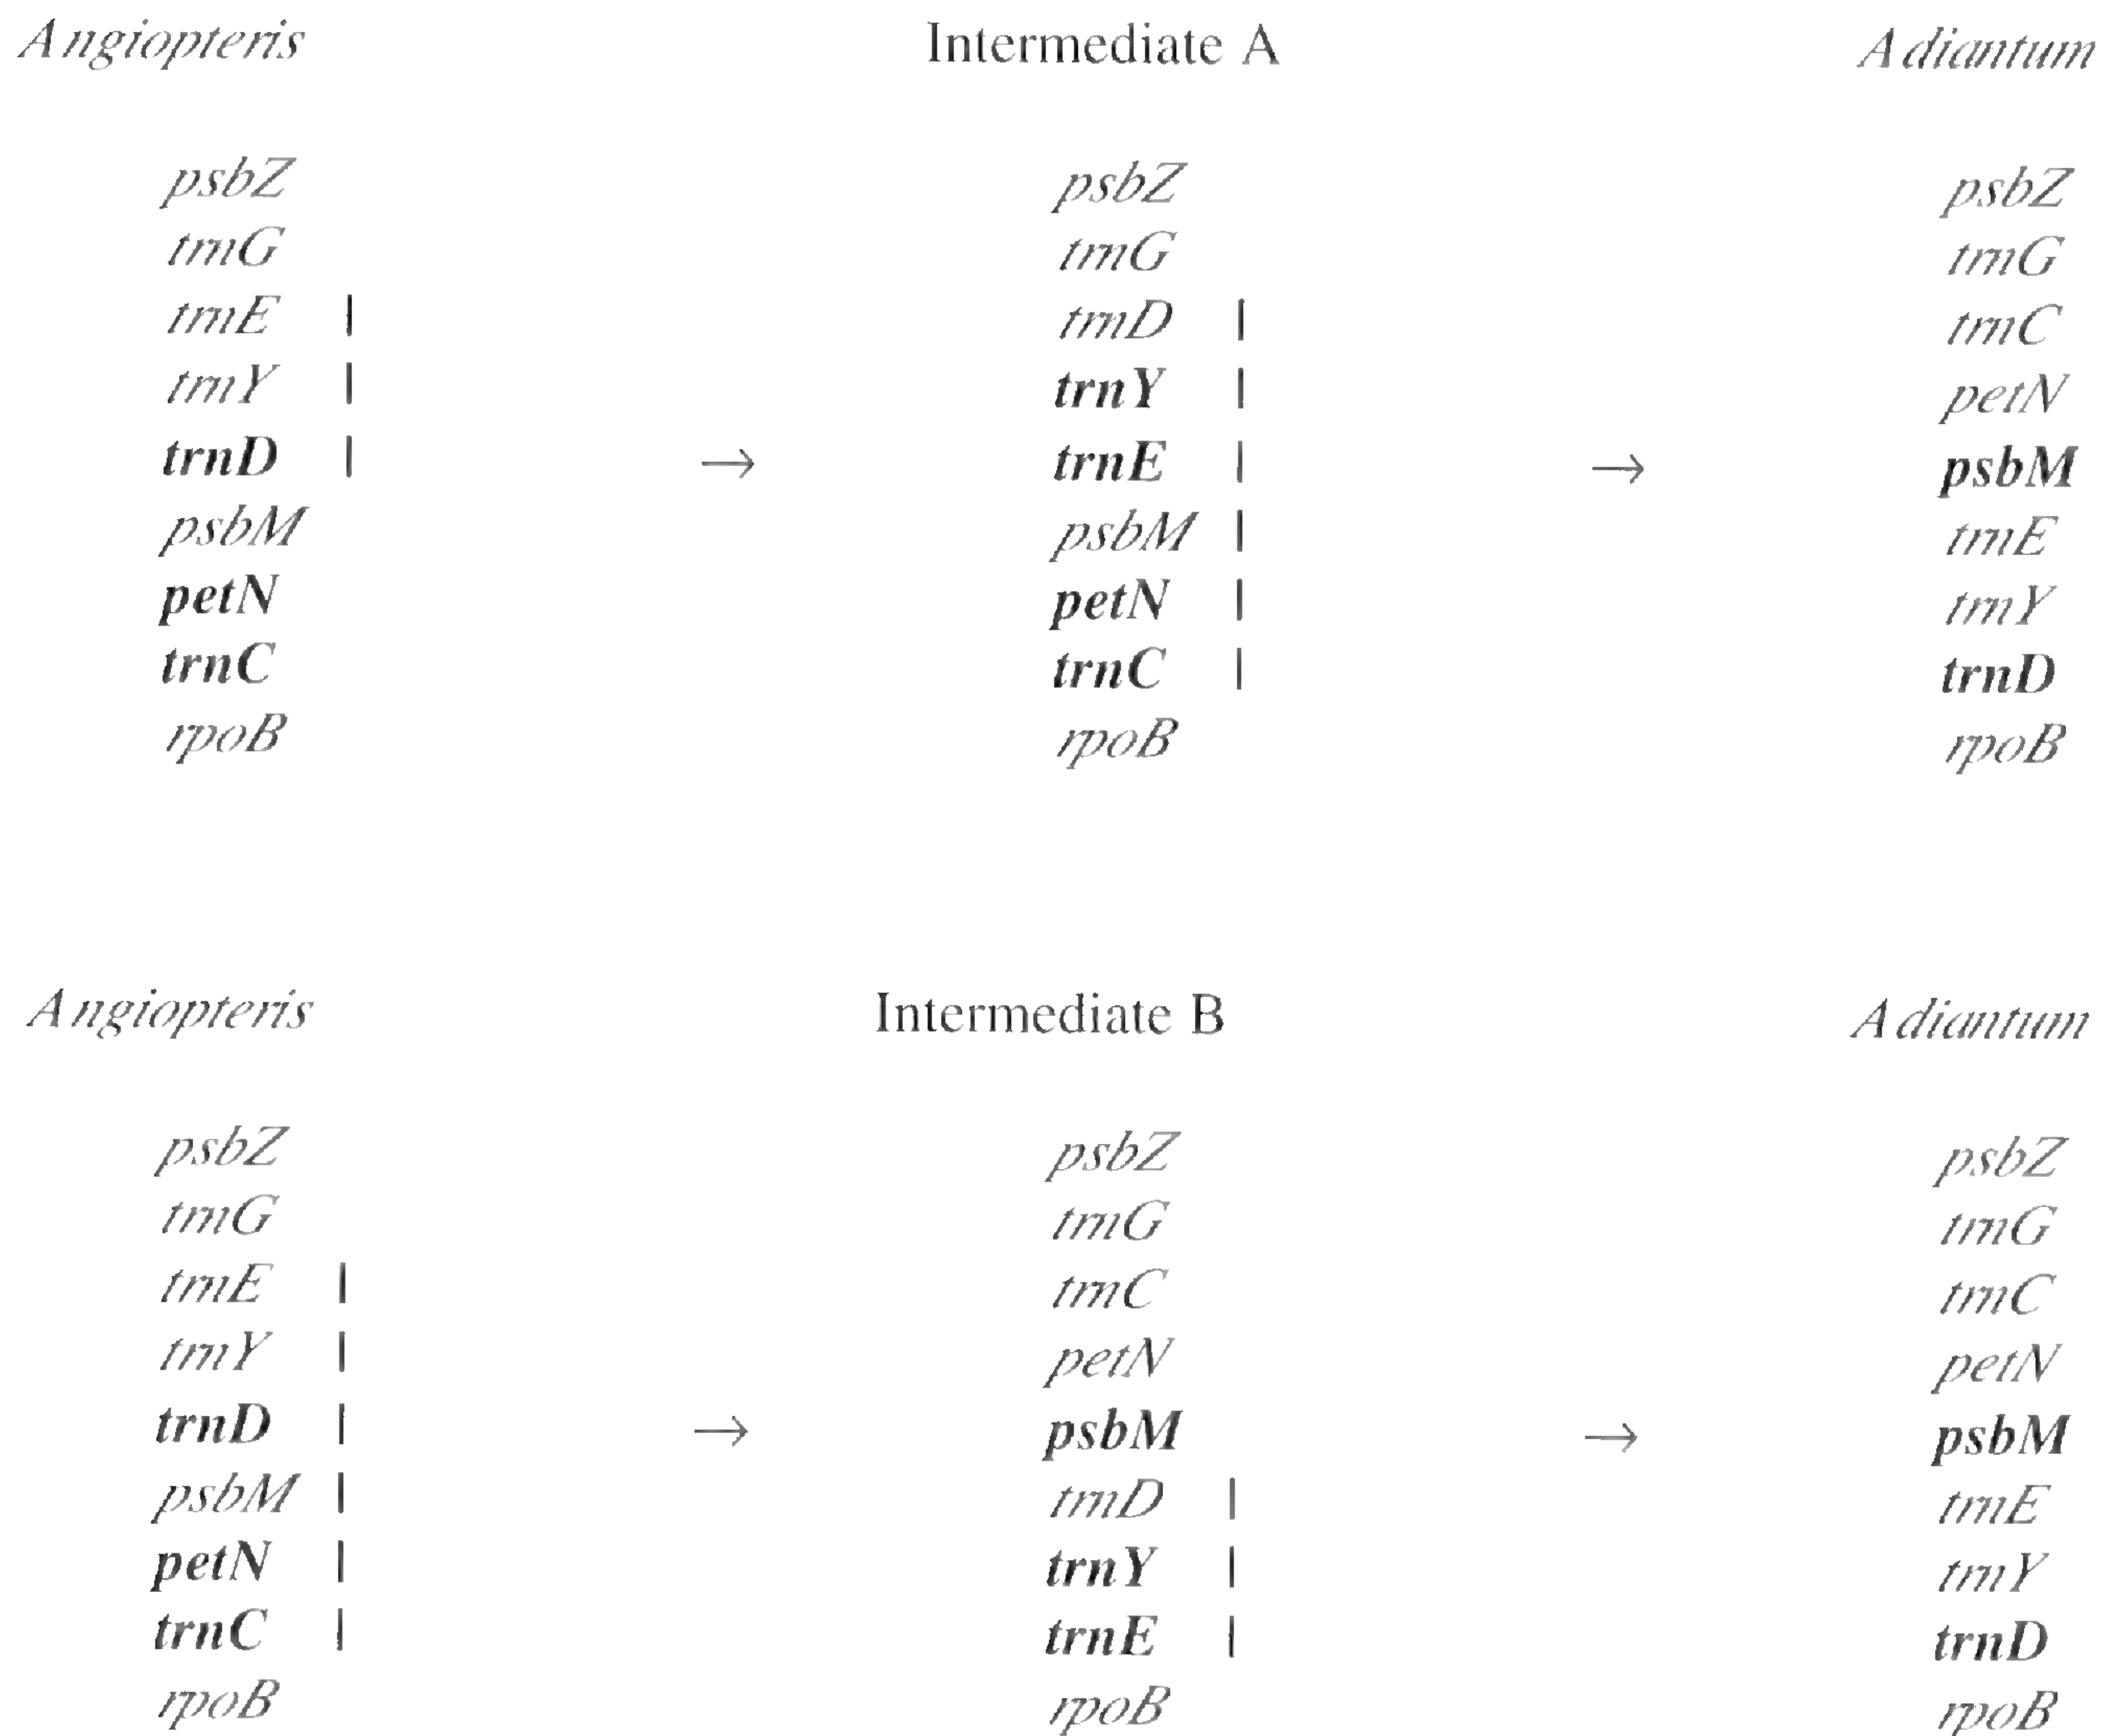 Angiopteris Intermediate A Adiantum
psbZ psbZ psbZ
trnG trnG trnG
trnE | trnD | trnC
trnY | trnY | petN
trnD | → trnE | → psbM
psbM psbM | trnE
petN petN | trnY
trnC trnC | trnD
rpoB rpoB rpoB
Angiopteris Intermediate B Adiantum
psbZ psbZ psbZ
trnG trnG trnG
trnE | trnC trnC
trnY | petN petN
trnD | → psbM → psbM
psbM | trnD | trnE
petN | trnY | trnY
trnC | trnE | trnD
rpoB rpoB rpoB